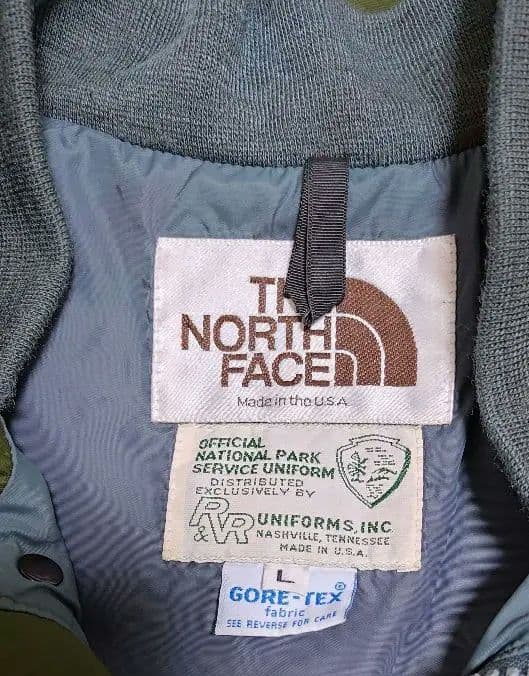 THE
NORTH
FACE
Made in the U.S.A.
OFFICIAL
NATIONAL PARK
SERVICE UNIFORM
DISTRIBUTED
EXCLUSIVELY BY
R&R UNIFORMS, INC.
NASHVILLE, TENNESSEE
MADE IN U.S.A.
L
GORE-TEX©
fabric
SEE REVERSE FOR CARE